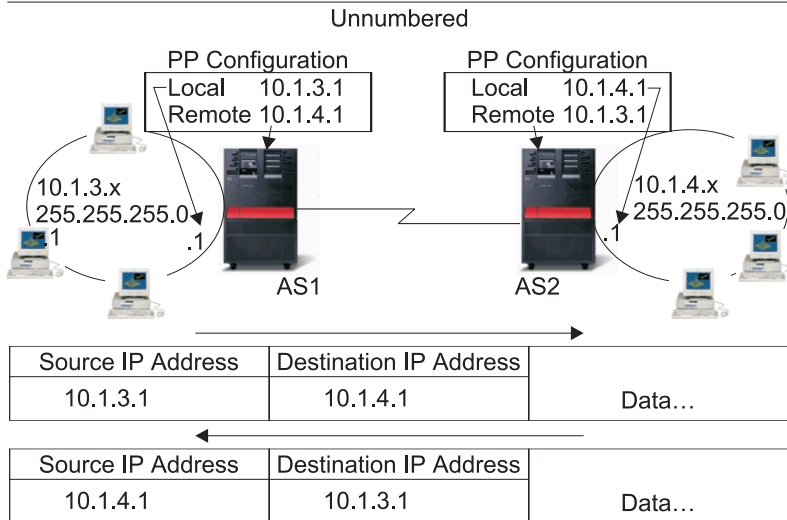 Unnumbered
PP Configuration
Local 10.1.3.1
Remote 10.1.4.1
PP Configuration
Local 10.1.4.1
Remote 10.1.3.1
10.1.3.x
255.255.255.0
.1
.1
AS1
AS2
10.1.4.x
255.255.255.0
.1
Source IP Address Destination IP Address
10.1.3.1 10.1.4.1 Data...
Source IP Address Destination IP Address
10.1.4.1 10.1.3.1 Data...